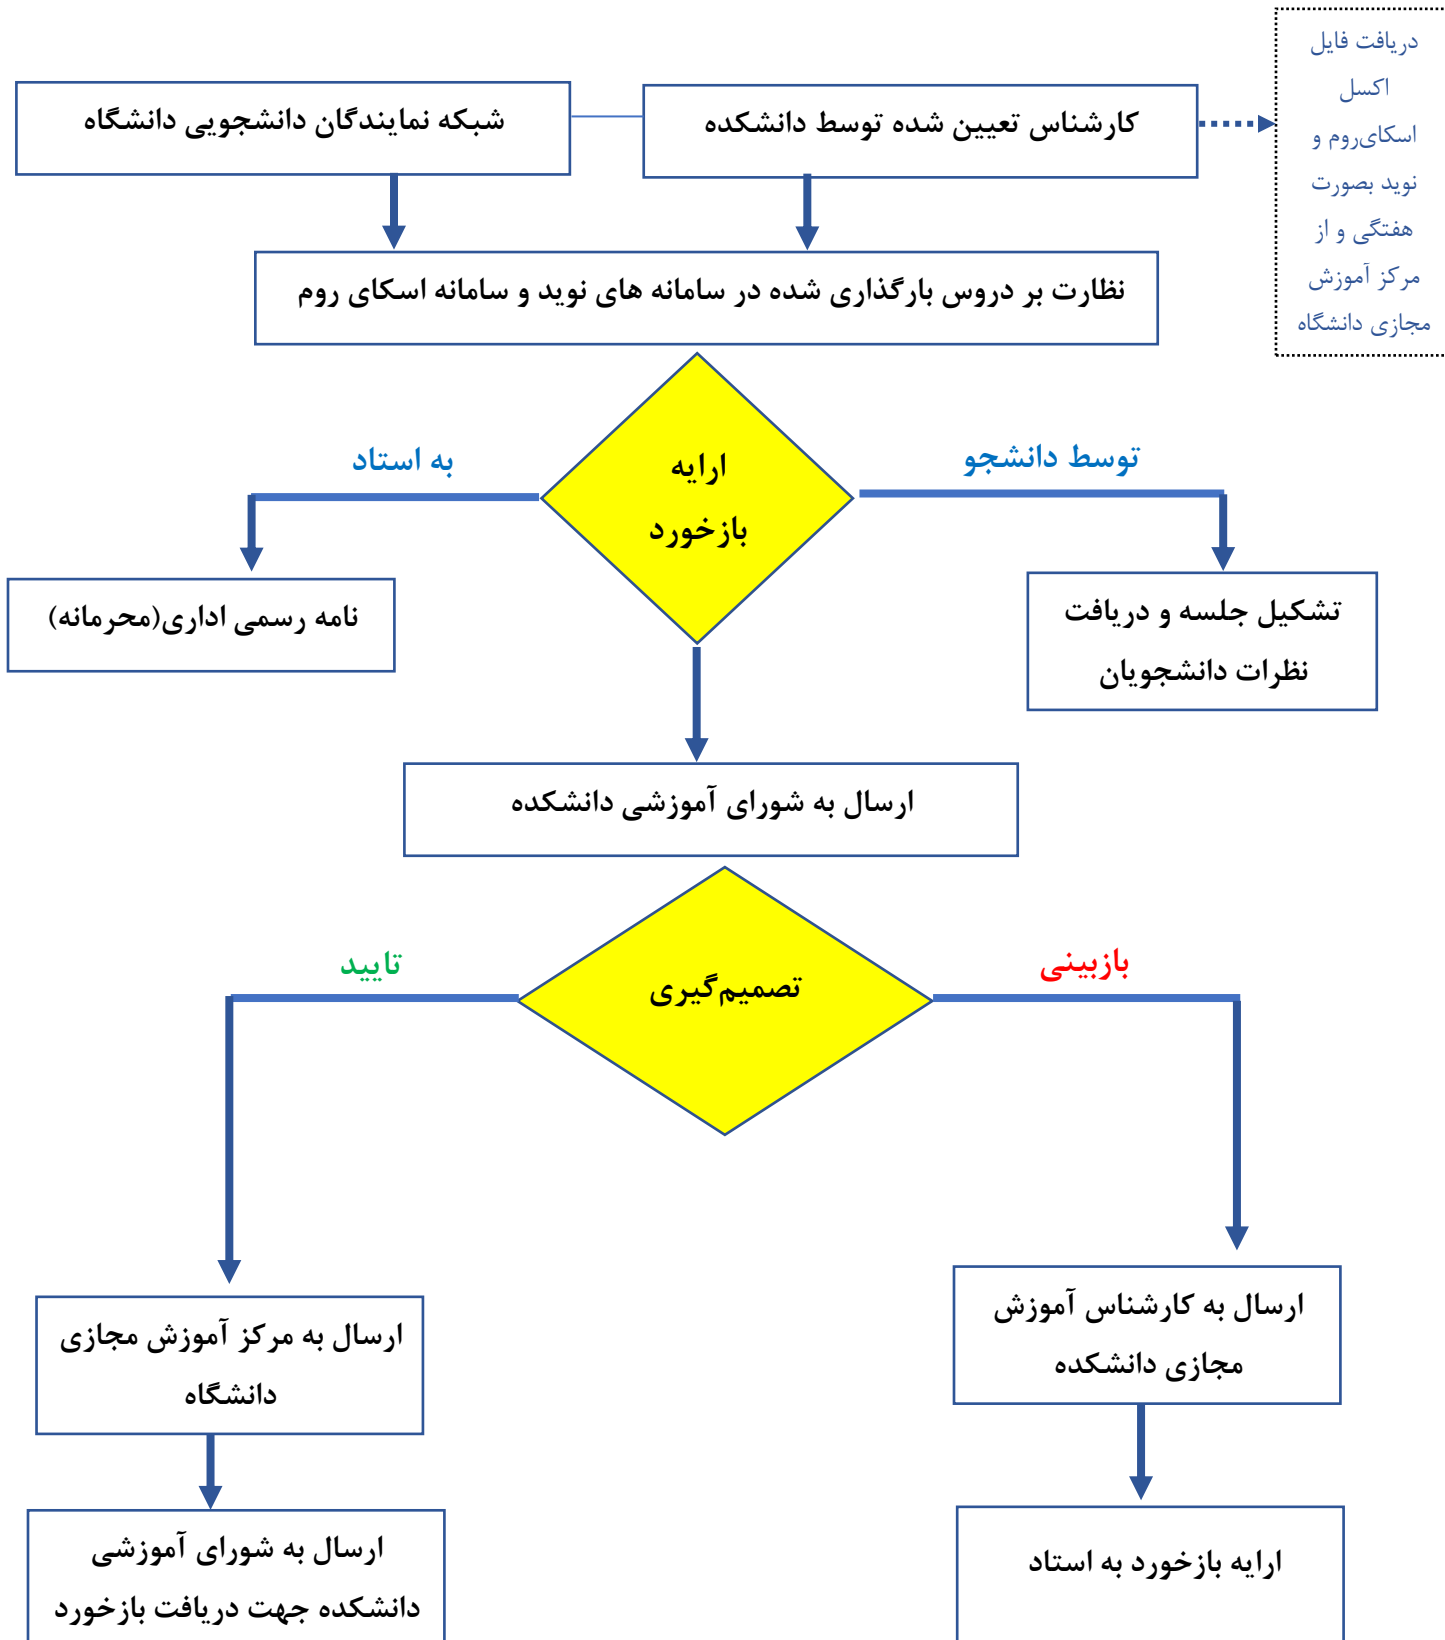 دریافت فایل
اکسل
اسکای‌روم و
نوید بصورت
هفتگی و از
مرکز آموزش
مجازی دانشگاه
کارشناس تعیین شده توسط دانشکده
شبکه نمایندگان دانشجویی دانشگاه
نظارت بر دروس بارگذاری شده در سامانه های نوید و سامانه اسکای روم
ارایه
بازخورد
توسط دانشجو
به استاد
تشکیل جلسه و دریافت
نظرات دانشجویان
نامه رسمی اداری(محرمانه)
ارسال به شورای آموزشی دانشکده
تصمیم‌گیری
بازبینی
تایید
ارسال به کارشناس آموزش
مجازی دانشکده
ارسال به مرکز آموزش مجازی
دانشگاه
ارایه بازخورد به استاد
ارسال به شورای آموزشی
دانشکده جهت دریافت بازخورد